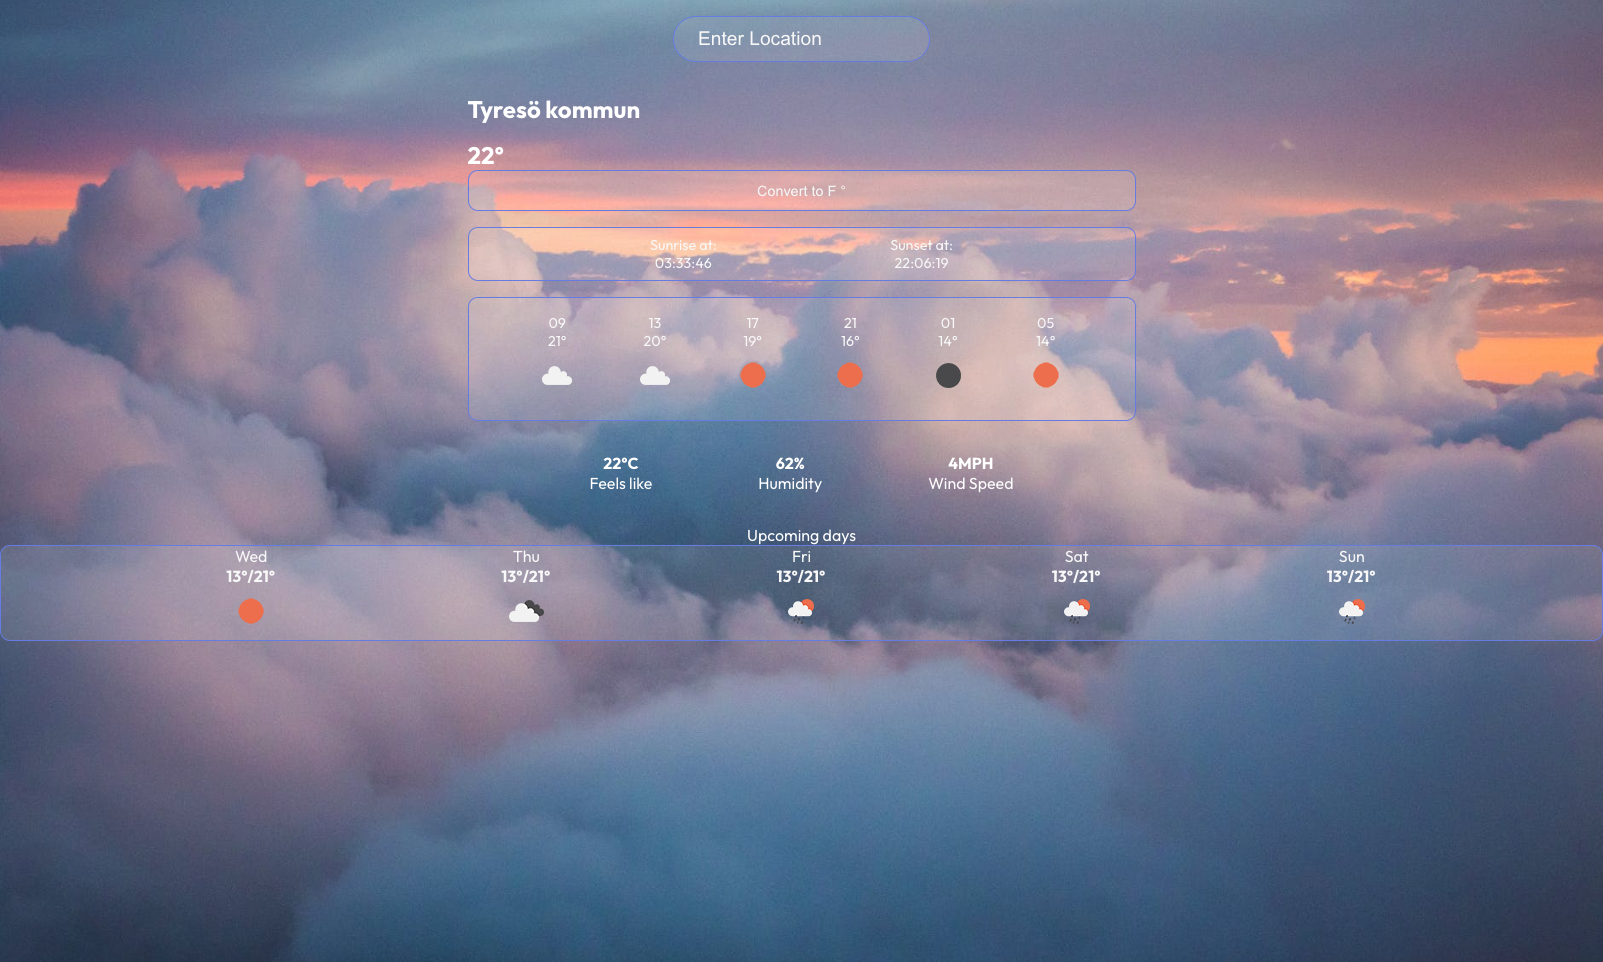 Enter Location
Tyresö kommun
22°
Convert to F °
Sunrise at: Sunset at:
03:33:46 22:06:19
09 13 17 21 01 05
21° 20° 19° 16° 14° 14°
22°C 62% 4MPH
Feels like Humidity Wind Speed
Upcoming days
Wed Thu Fri Sat Sun
13°/21° 13°/21° 13°/21° 13°/21° 13°/21°